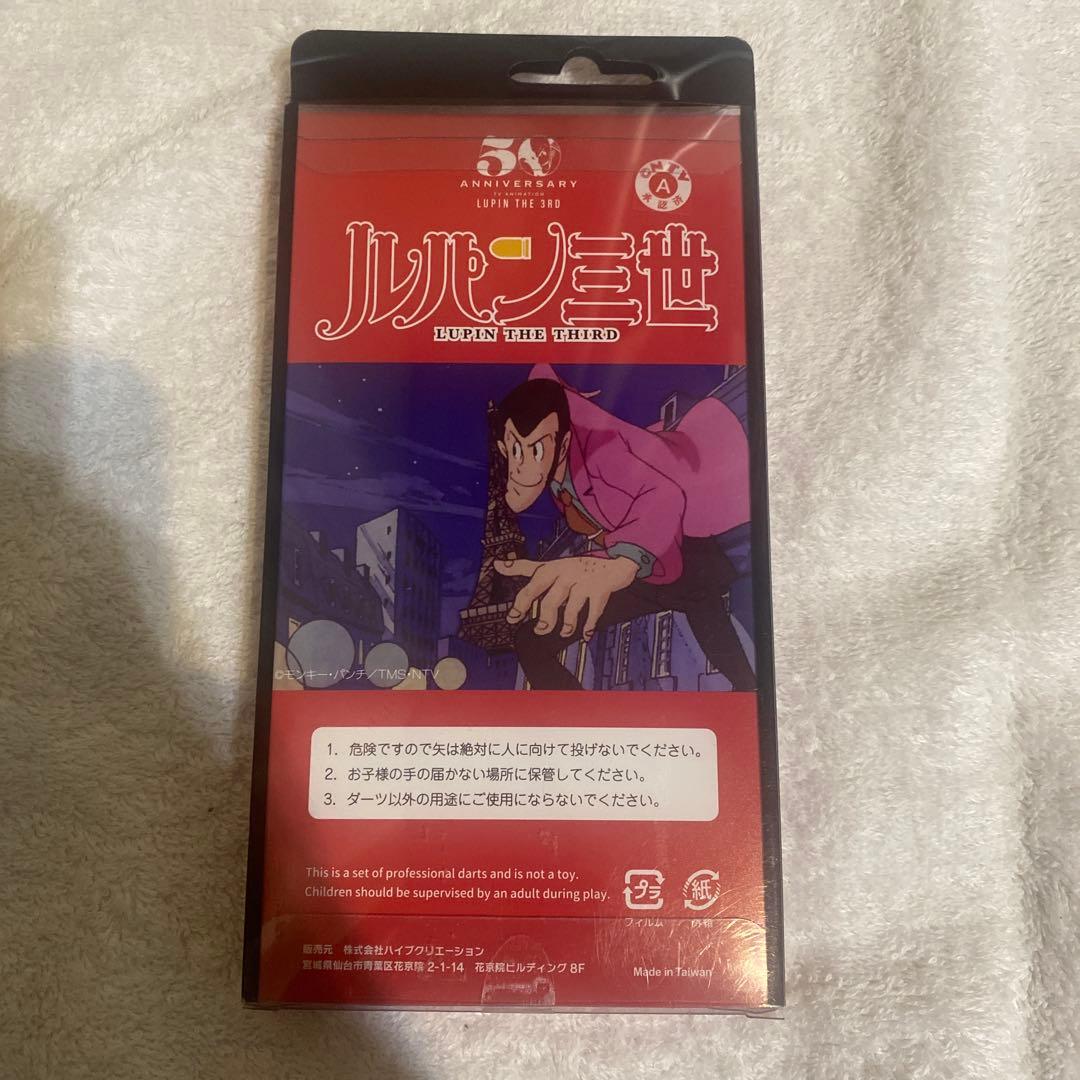 50
ANNIVERSARY
TV ANIMATION
LUPIN THE 3RD
©NTV
A
承認済
ルパン三世
LUPIN THE THIRD
©モンキー・パンチ/TMS・NTV
1. 危険ですので矢は絶対に人に向けて投げないでください。
2. お子様の手の届かない場所に保管してください。
3. ダーツ以外の用途にご使用にならないでください。
This is a set of professional darts and is not a toy.
Children should be supervised by an adult during play.
プラ
フィルム
紙
外箱
販売元 株式会社ハイブクリエーション
宮城県仙台市青葉区花京院 2-1-14 花京院ビルディング 8F
Made in Taiwan